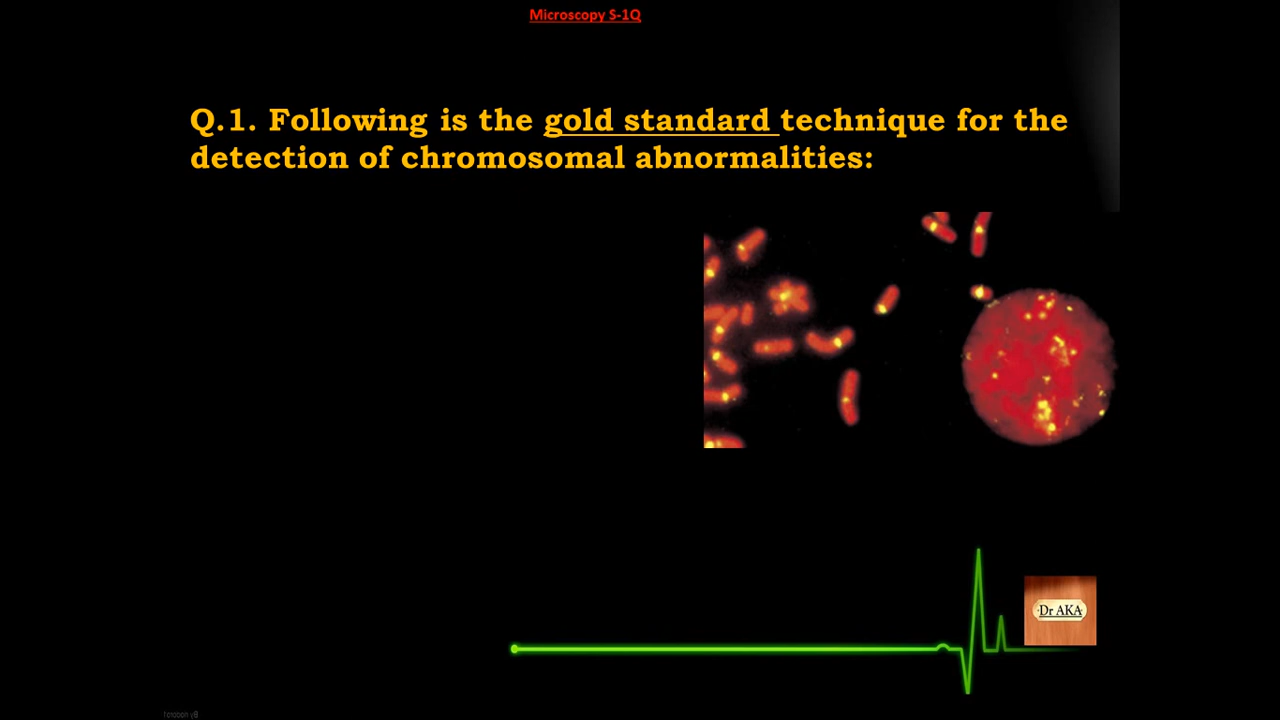 Microscopy S-1Q
Q.1. Following is the gold standard technique for the
detection of chromosomal abnormalities:
Dr AKA